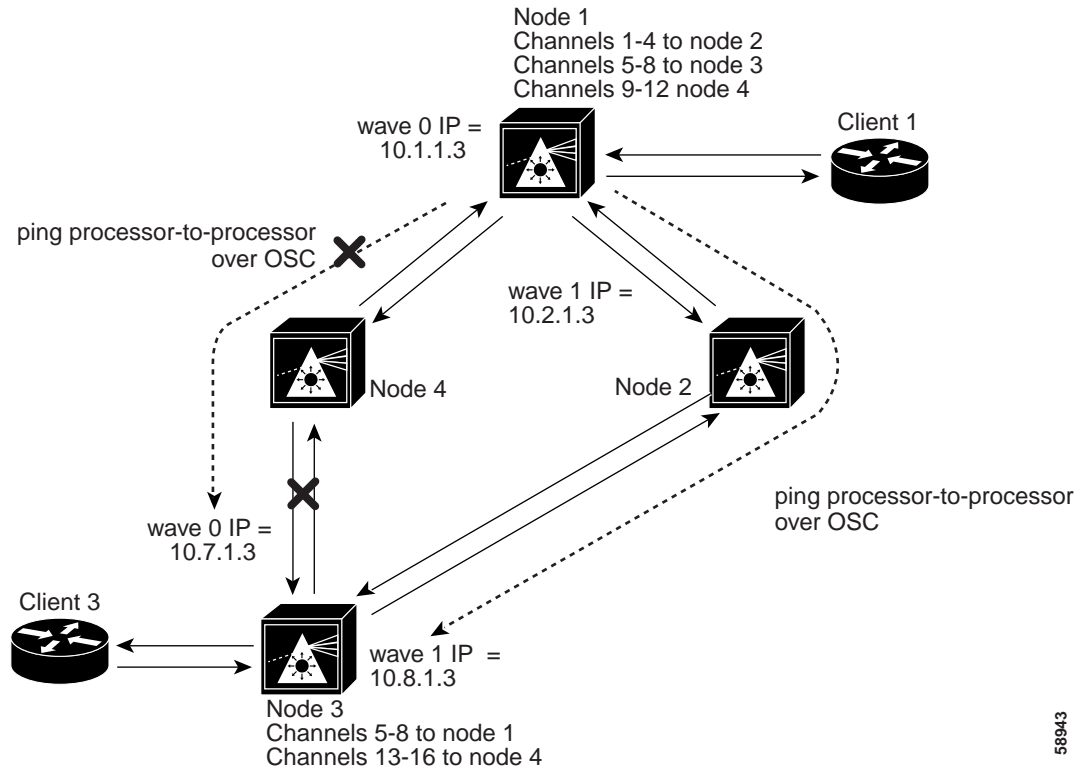 Node 1
Channels 1-4 to node 2
Channels 5-8 to node 3
Channels 9-12 node 4
wave 0 IP =
10.1.1.3
Client 1
ping processor-to-processor
over OSC
wave 1 IP =
10.2.1.3
Node 4
Node 2
ping processor-to-processor
over OSC
wave 0 IP =
10.7.1.3
Client 3
wave 1 IP =
10.8.1.3
Node 3
Channels 5-8 to node 1
Channels 13-16 to node 4
58943